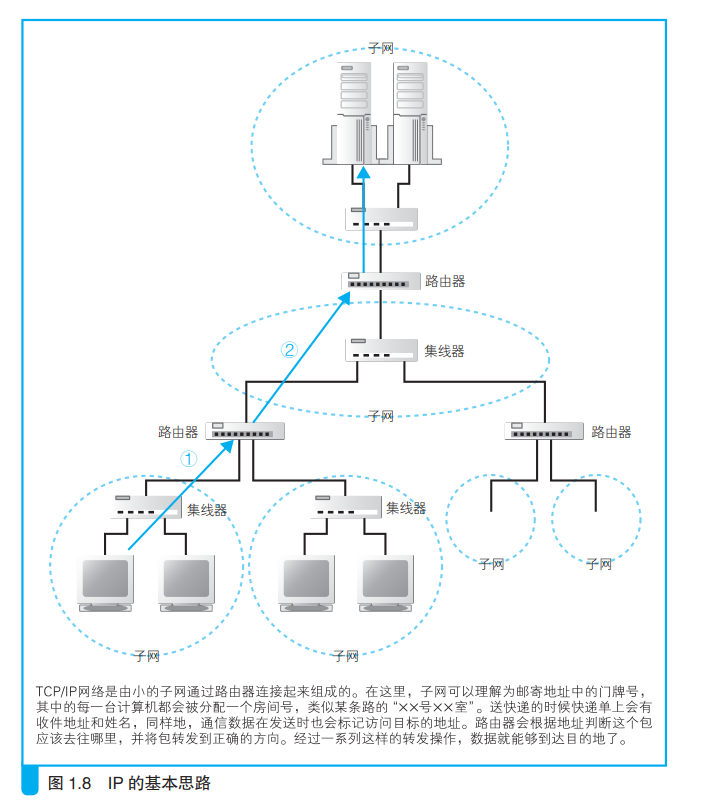 子网
路由器
集线器
②
子网
路由器
路由器
①
集线器
集线器
子网
子网
子网
子网
TCP/IP网络是由小的子网通过路由器连接起来组成的。在这里，子网可以理解为邮寄地址中的门牌号，
其中的每一台计算机都会被分配一个房间号，类似某条路的“××号××室”。送快递的时候快递单上会有
收件地址和姓名，同样地，通信数据在发送时也会标记访问目标的地址。路由器会根据地址判断这个包
应该去往哪里，并将包转发到正确的方向。经过一系列这样的转发操作，数据就能够到达目的地了。
图 1.8 IP 的基本思路